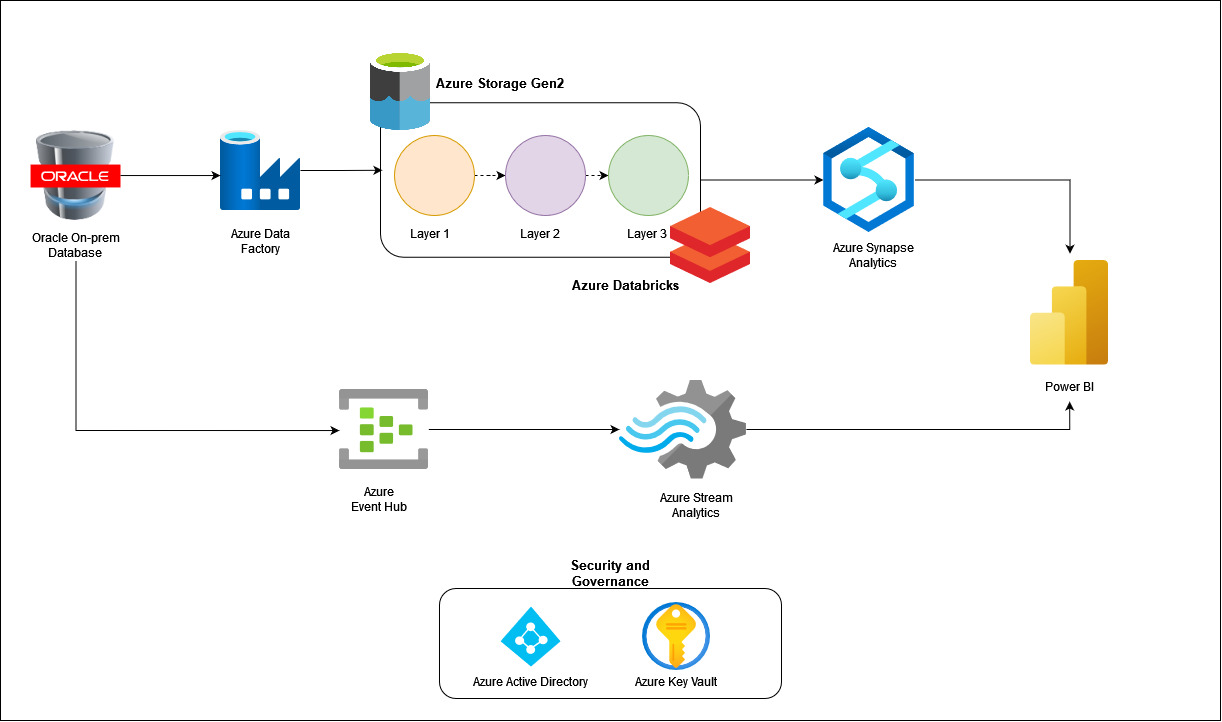 Azure Storage Gen2
ORACLE
Oracle On-prem
Database
Azure Data
Factory
Layer 1
Layer 2
Layer 3
Azure Databricks
Azure Synapse
Analytics
Power BI
Azure
Event Hub
Azure Stream
Analytics
Security and
Governance
Azure Active Directory
Azure Key Vault